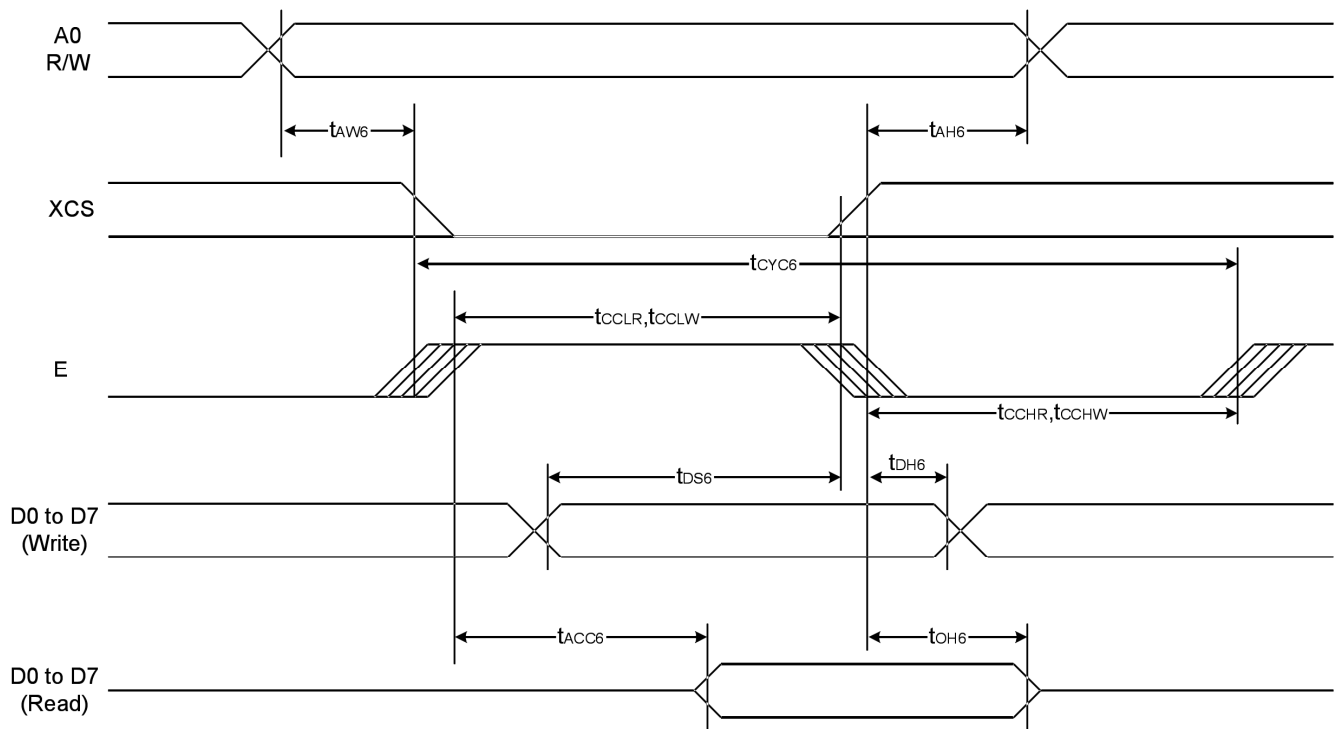 A0
R/W
tAW6
tAH6
XCS
tCYC6
tCCLR,tCCLW
E
tCCHR,tCCHW
tDS6
tDH6
D0 to D7
(Write)
tACC6
tOH6
D0 to D7
(Read)